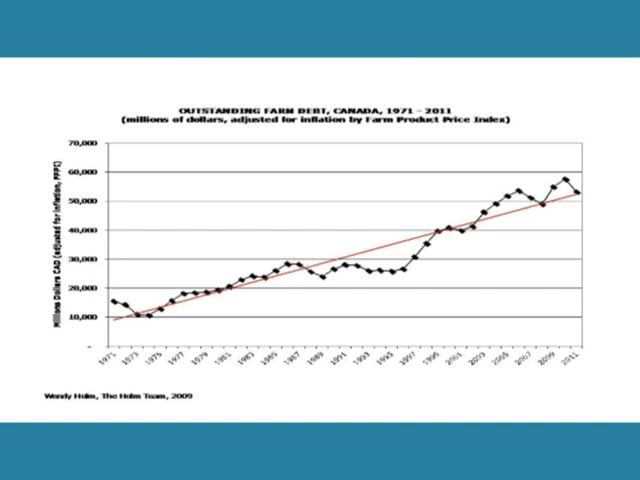 OUTSTANDING FARM DEBT, CANADA, 1971 - 2011
(millions of dollars, adjusted for inflation by Farm Product Price Index)
Millions Dollars CAD (adjusted for inflation, FPPI)
70,000
60,000
50,000
40,000
30,000
20,000
10,000
-
1971 1973 1975 1977 1979 1981 1983 1985 1987 1989 1991 1993 1995 1997 1999 2001 2003 2005 2007 2009 2011
Wendy Holm, The Holm Team, 2009